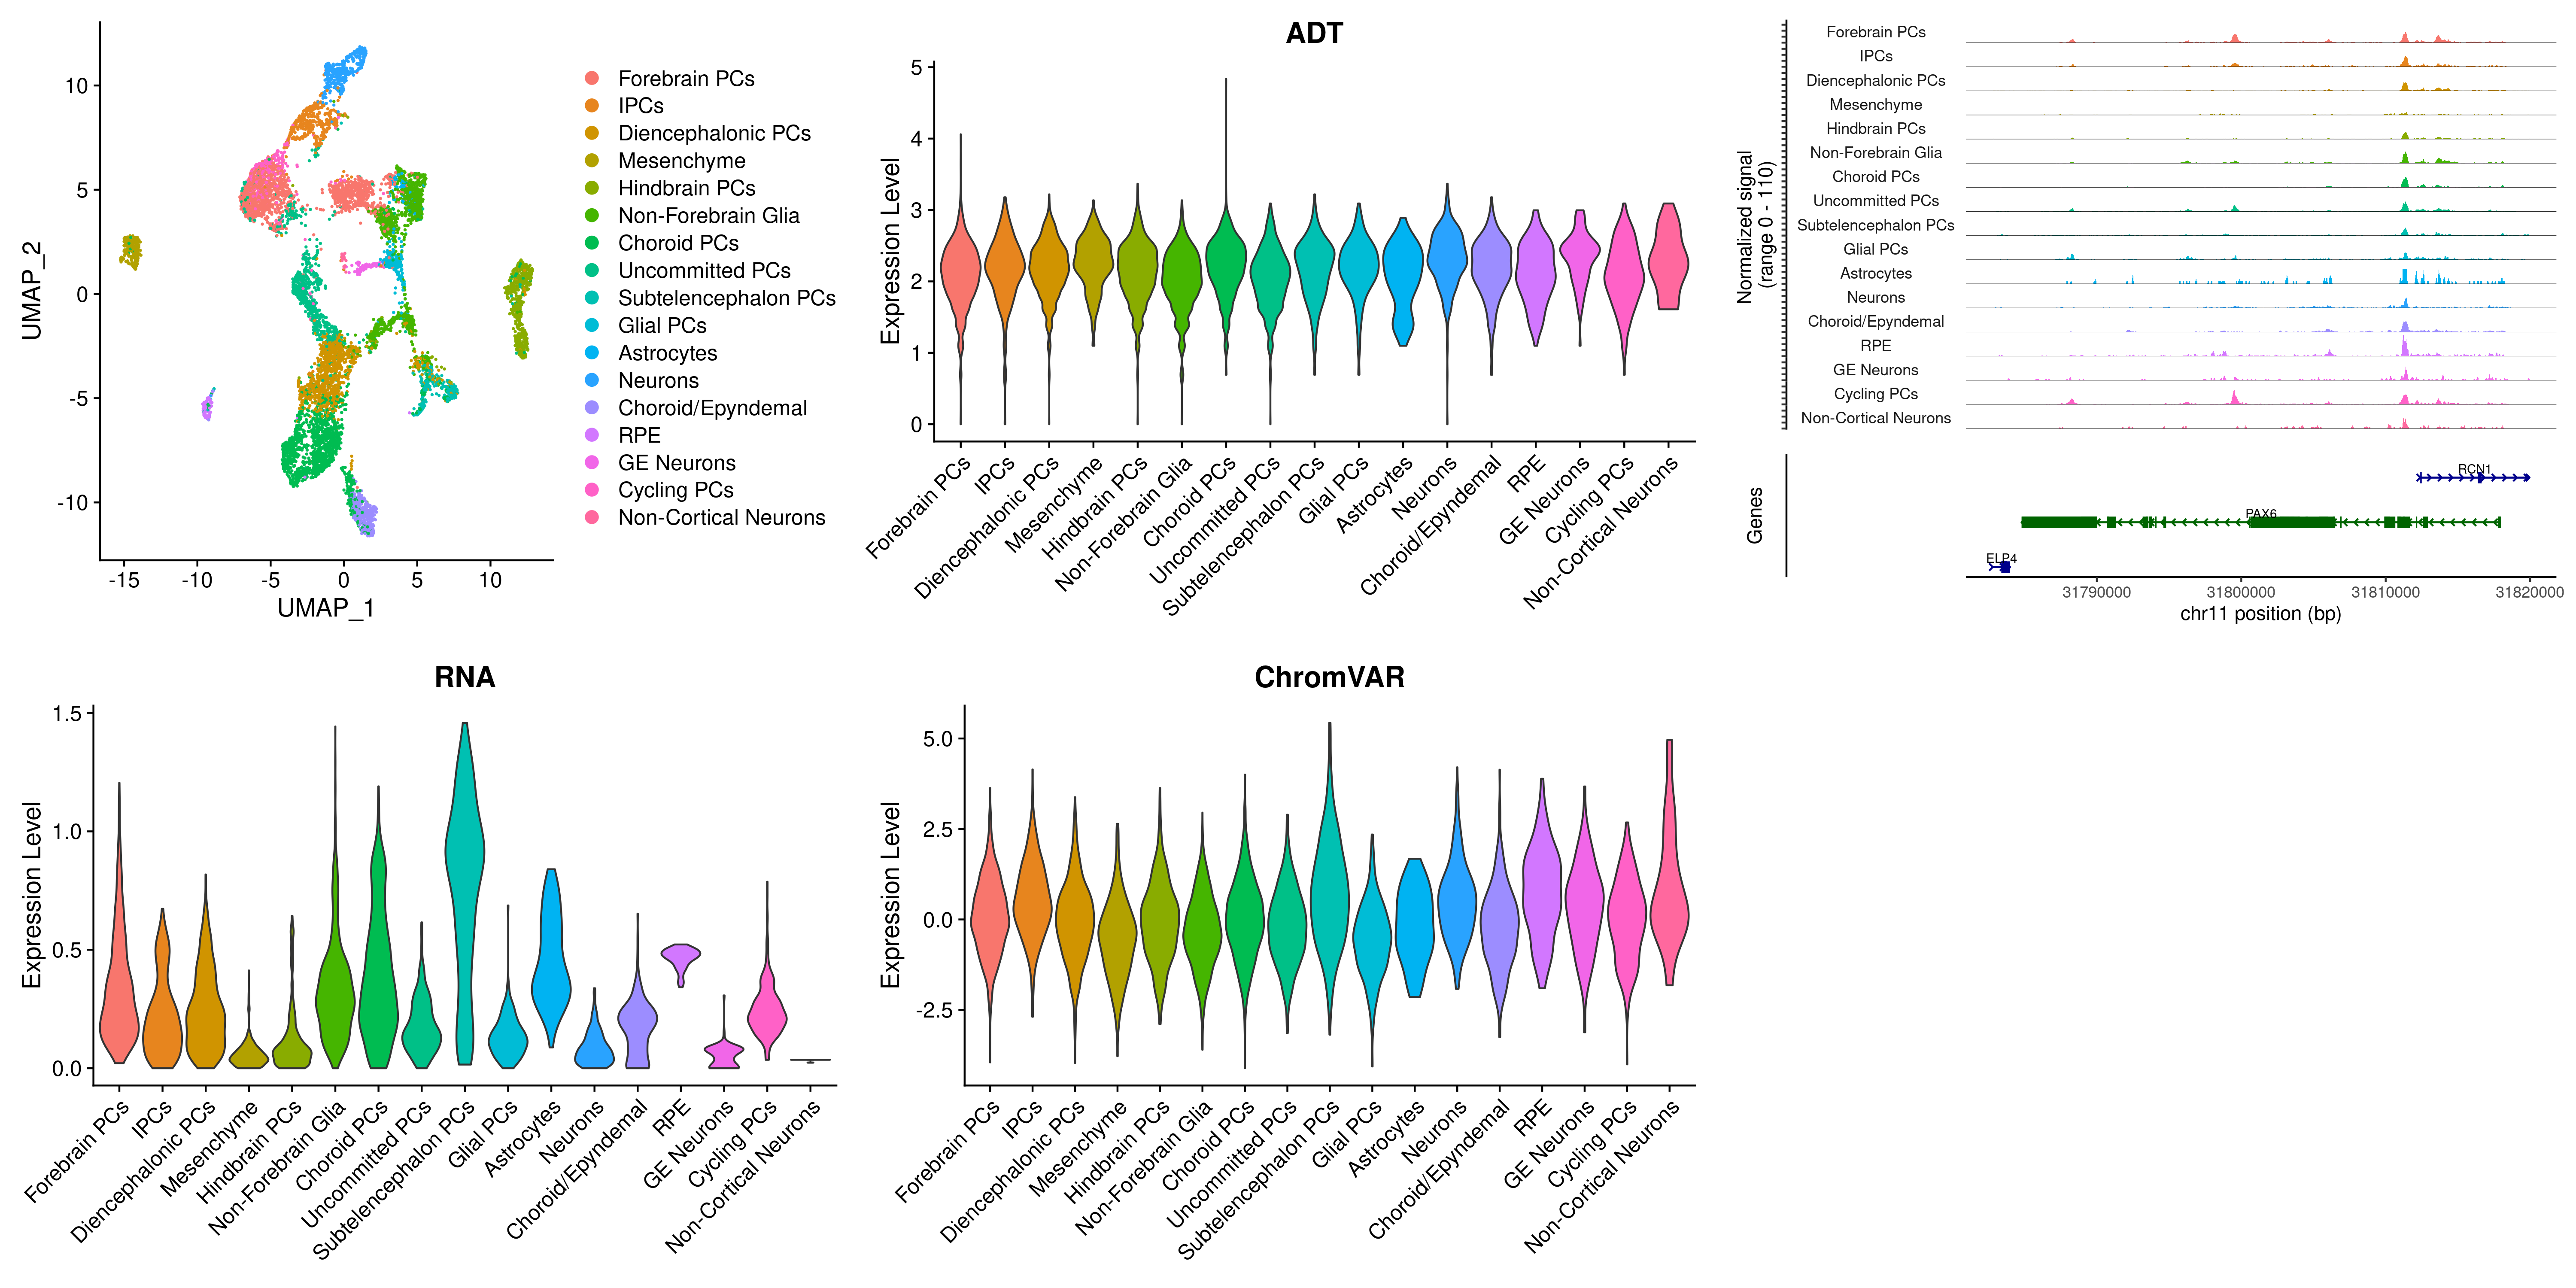 UMAP_2
10
5
0
-5
-10
-15
-10
-5
0
5
10
UMAP_1
Forebrain PCs
IPCs
Diencephalonic PCs
Mesenchyme
Hindbrain PCs
Non-Forebrain Glia
Choroid PCs
Uncommitted PCs
Subtelencephalon PCs
Glial PCs
Astrocytes
Neurons
Choroid/Epyndemal
RPE
GE Neurons
Cycling PCs
Non-Cortical Neurons
ADT
Expression Level
5
4
3
2
1
0
Forebrain PCs
IPCs
Diencephalonic PCs
Mesenchyme
Hindbrain PCs
Non-Forebrain Glia
Choroid PCs
Uncommitted PCs
Subtelencephalon PCs
Glial PCs
Astrocytes
Neurons
Choroid/Epyndemal
RPE
GE Neurons
Cycling PCs
Non-Cortical Neurons
Normalized signal
(range 0 - 110)
Forebrain PCs
IPCs
Diencephalonic PCs
Mesenchyme
Hindbrain PCs
Non-Forebrain Glia
Choroid PCs
Uncommitted PCs
Subtelencephalon PCs
Glial PCs
Astrocytes
Neurons
Choroid/Epyndemal
RPE
GE Neurons
Cycling PCs
Non-Cortical Neurons
Genes
RCN1
PAX6
ELP4
31790000
31800000
31810000
31820000
chr11 position (bp)
RNA
Expression Level
1.5
1.0
0.5
0.0
Forebrain PCs
IPCs
Diencephalonic PCs
Mesenchyme
Hindbrain PCs
Non-Forebrain Glia
Choroid PCs
Uncommitted PCs
Subtelencephalon PCs
Glial PCs
Astrocytes
Neurons
Choroid/Epyndemal
RPE
GE Neurons
Cycling PCs
Non-Cortical Neurons
ChromVAR
Expression Level
5.0
2.5
0.0
-2.5
Forebrain PCs
IPCs
Diencephalonic PCs
Mesenchyme
Hindbrain PCs
Non-Forebrain Glia
Choroid PCs
Uncommitted PCs
Subtelencephalon PCs
Glial PCs
Astrocytes
Neurons
Choroid/Epyndemal
RPE
GE Neurons
Cycling PCs
Non-Cortical Neurons